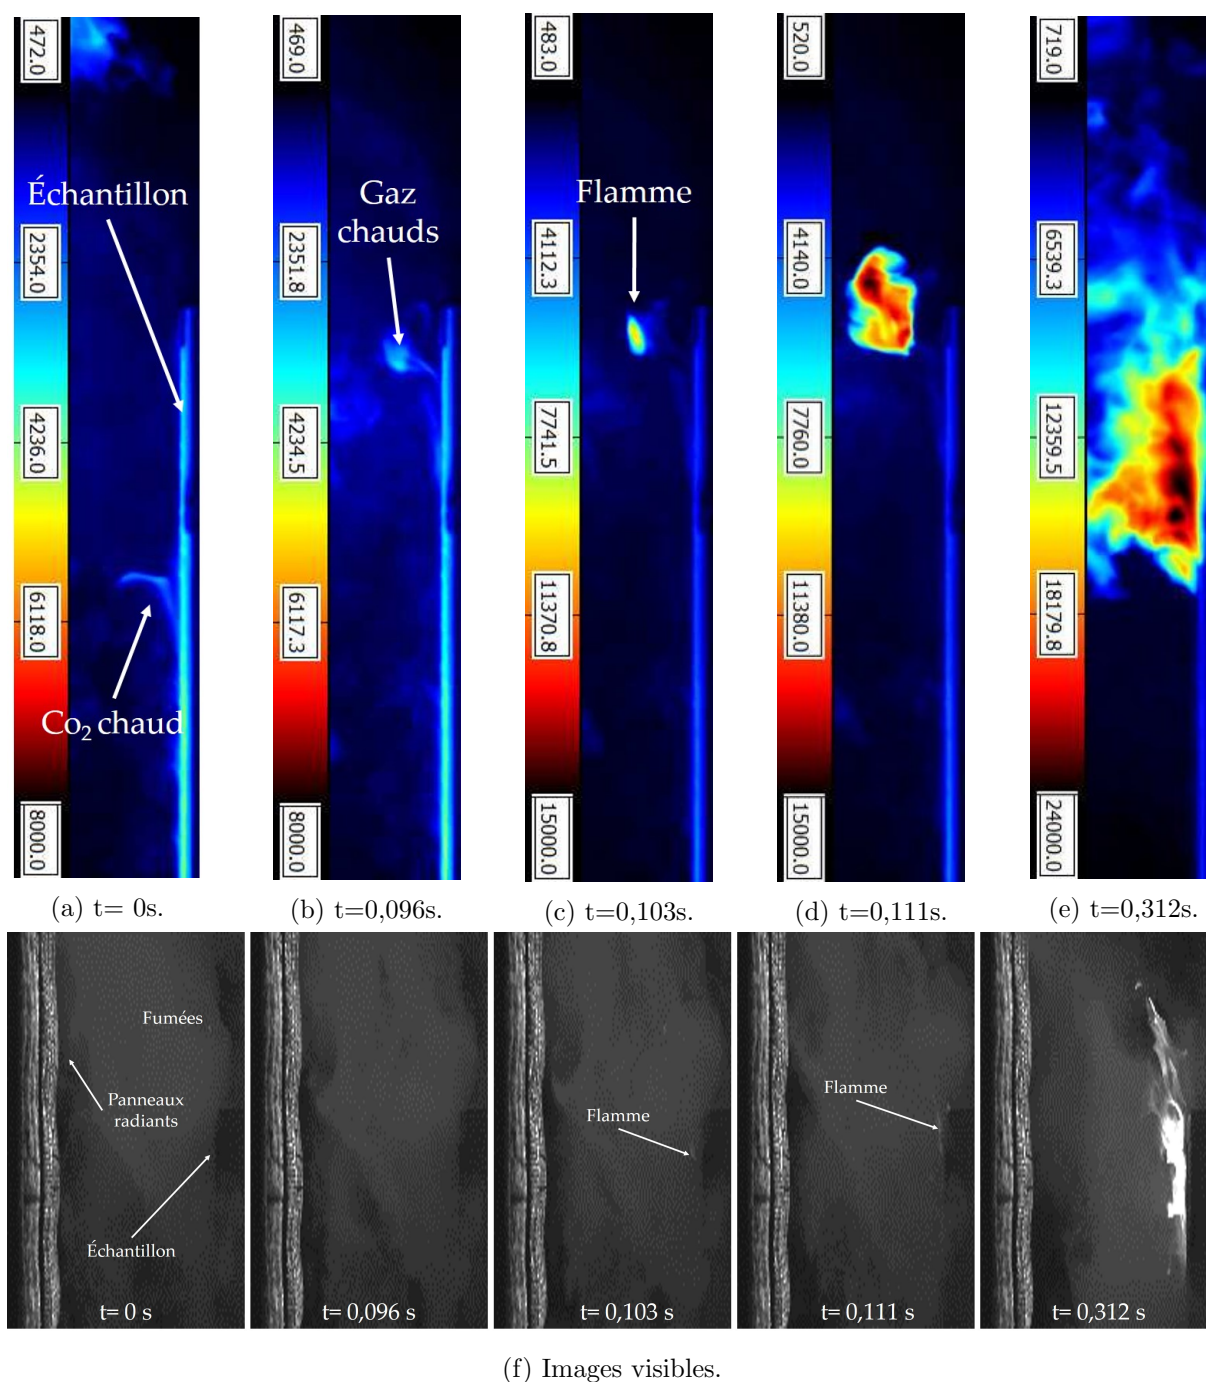 472.0
2354.0
4236.0
6118.0
8000.0
Échantillon
Co₂ chaud
469.0
2351.8
4234.5
6117.3
8000.0
Gaz
chauds
483.0
4112.3
7741.5
11370.8
15000.0
Flamme
520.0
4140.0
7760.0
11380.0
15000.0
719.0
6539.3
12359.5
18179.8
24000.0
(a) t= 0s.
(b) t=0,096s.
(c) t=0,103s.
(d) t=0,111s.
(e) t=0,312s.
Fumées
Panneaux
radiants
Échantillon
t= 0 s
t= 0,096 s
Flamme
t= 0,103 s
Flamme
t= 0,111 s
t= 0,312 s
(f) Images visibles.